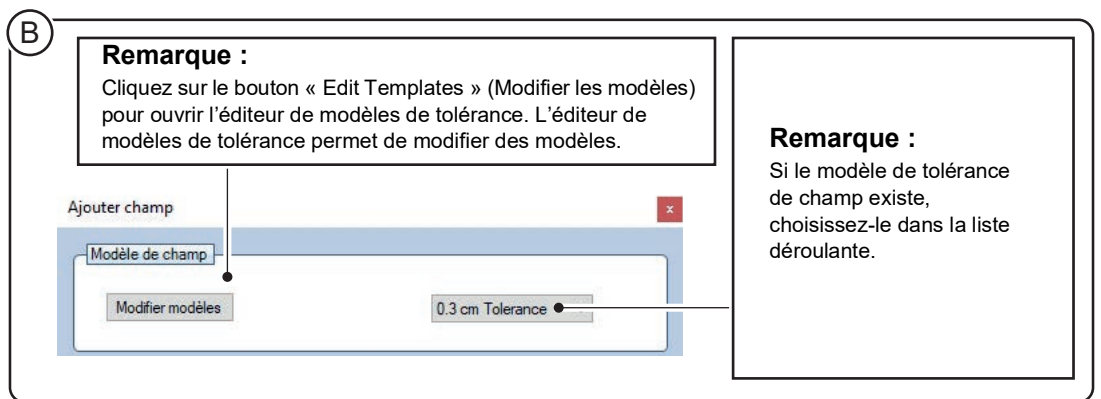 B
Remarque :
Cliquez sur le bouton « Edit Templates » (Modifier les modèles)
pour ouvrir l’éditeur de modèles de tolérance. L’éditeur de
modèles de tolérance permet de modifier des modèles.
Remarque :
Si le modèle de tolérance
de champ existe,
choisissez-le dans la liste
déroulante.
Ajouter champ
x
Modèle de champ
Modifier modèles
0.3 cm Tolerance